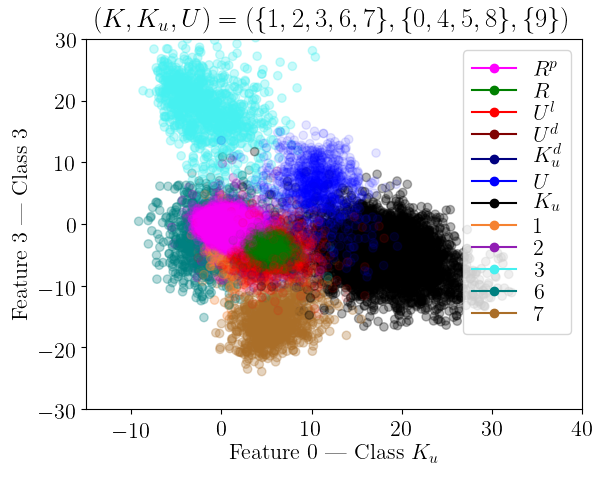 (K, K_u, U) = ({1, 2, 3, 6, 7}, {0, 4, 5, 8}, {9})
Feature 3 — Class 3
30
20
10
0
−10
−20
−30
−10
0
10
20
30
40
Feature 0 — Class K_u
R^p
R
U^l
U^d
K_u^d
U
K_u
1
2
3
6
7